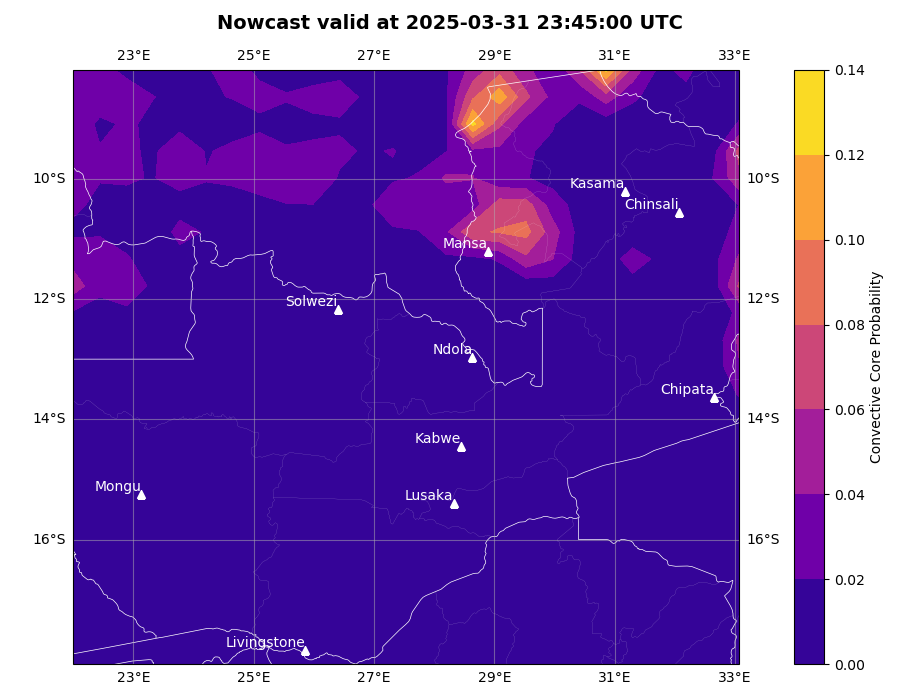 Nowcast valid at 2025-03-31 23:45:00 UTC
23°E 25°E 27°E 29°E 31°E 33°E
0.14
0.12
10°S Kasama 10°S
Chinsali
0.10
Mansa
12°S Solwezi 12°S
0.08
Ndola
Chipata
0.06
14°S 14°S
Kabwe
Mongu Lusaka
0.04
16°S 16°S
0.02
Livingstone
0.00
23°E 25°E 27°E 29°E 31°E 33°E
Convective Core Probability